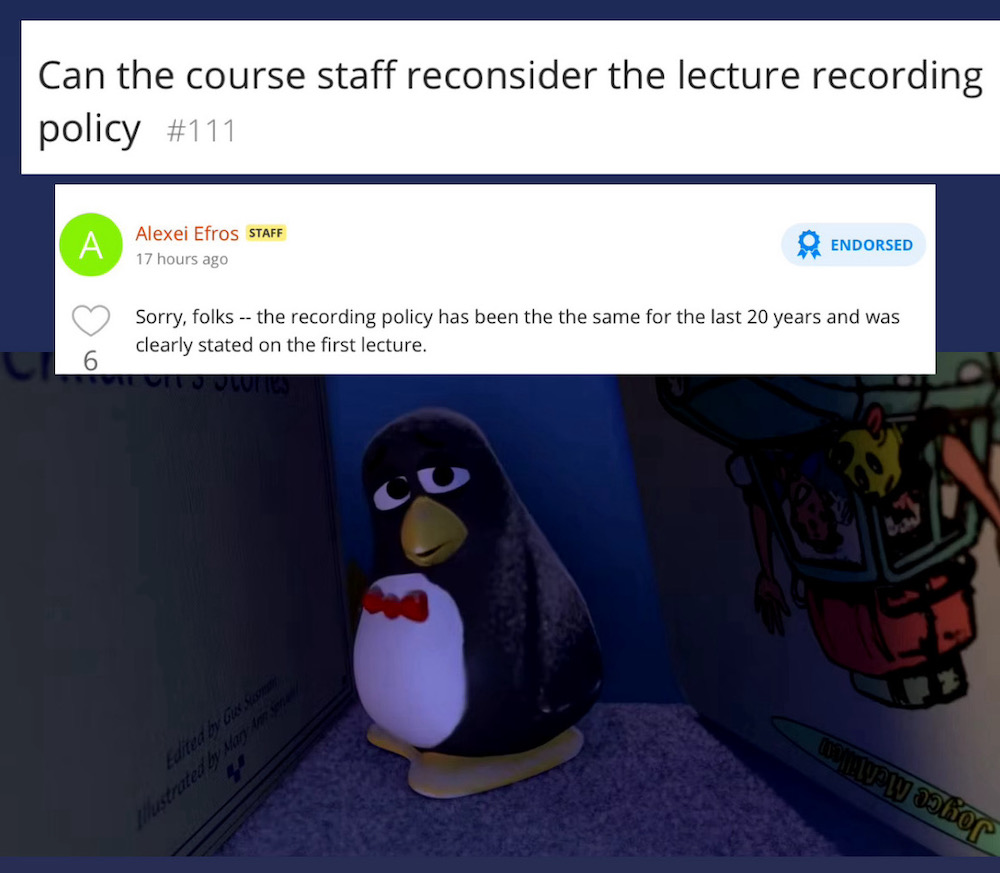 Can the course staff reconsider the lecture recording
policy #111
A
Alexei Efros STAFF
17 hours ago
ENDORSED
Sorry, folks -- the recording policy has been the the same for the last 20 years and was
clearly stated on the first lecture.
6
Children's Stories
Edited by Gus
Illustrated by Mary Ann
Joyce McMillen